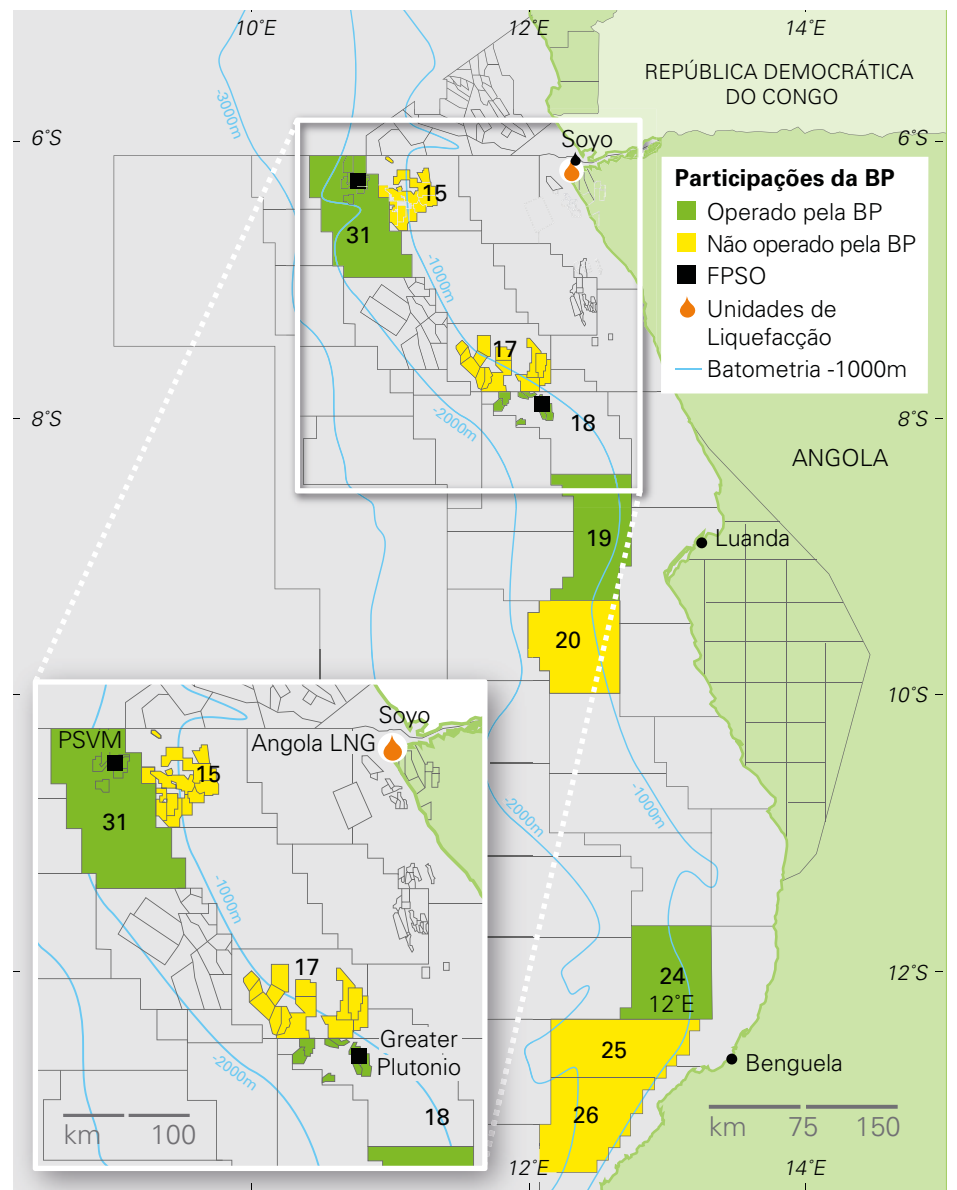 10˚E
12˚E
14˚E
REPÚBLICA DEMOCRÁTICA
DO CONGO
-3000m
6˚S
6˚S
Soyo
Participações da BP
Operado pela BP
Não operado pela BP
FPSO
Unidades de
Liquefacção
Batometria -1000m
15
31
-1000m
17
-2000m
18
8˚S
8˚S
ANGOLA
19
Luanda
20
10˚S
Soyo
PSVM
Angola LNG
15
31
-1000m
-2000m
-1000m
17
Greater
Plutonio
-2000m
18
km
100
24
12˚E
12˚S
25
Benguela
26
km
75
150
12˚E
14˚E